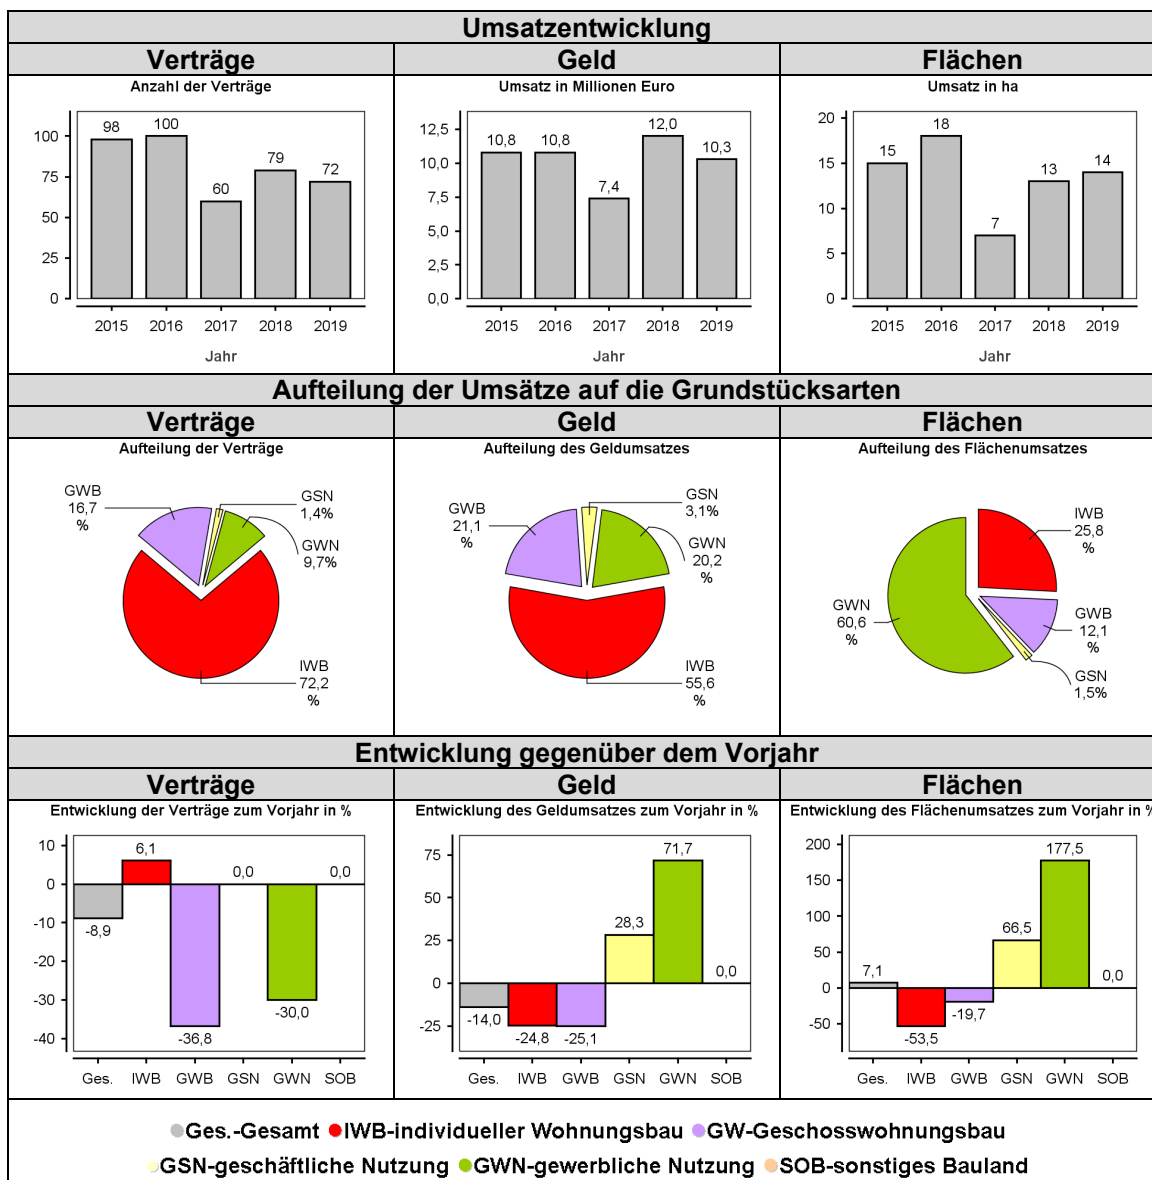 Umsatzentwicklung
Verträge Geld Flächen
Anzahl der Verträge
100
75
50
25
0
98 100 60 79 72
2015 2016 2017 2018 2019
Jahr
Umsatz in Millionen Euro
12,5
10,0
7,5
5,0
2,5
0,0
10,8 10,8 7,4 12,0 10,3
2015 2016 2017 2018 2019
Jahr
Umsatz in ha
20
15
10
5
0
15 18 7 13 14
2015 2016 2017 2018 2019
Jahr
Aufteilung der Umsätze auf die Grundstücksarten
Verträge Geld Flächen
Aufteilung der Verträge
GWB
16,7
%
GSN
1,4%
GWN
9,7%
IWB
72,2
%
Aufteilung des Geldumsatzes
GWB
21,1
%
GSN
3,1%
GWN
20,2
%
IWB
55,6
%
Aufteilung des Flächenumsatzes
IWB
25,8
%
GWN
60,6
%
GWB
12,1
%
GSN
1,5%
Entwicklung gegenüber dem Vorjahr
Verträge Geld Flächen
Entwicklung der Verträge zum Vorjahr in %
10
0
-10
-20
-30
-40
-8,9 6,1 -36,8 0,0 -30,0 0,0
Ges. IWB GWB GSN GWN SOB
Entwicklung des Geldumsatzes zum Vorjahr in %
75
50
25
0
-25
-14,0 -24,8 -25,1 28,3 71,7 0,0
Ges. IWB GWB GSN GWN SOB
Entwicklung des Flächenumsatzes zum Vorjahr in %
200
150
100
50
0
-50
7,1 -53,5 -19,7 66,5 177,5 0,0
Ges. IWB GWB GSN GWN SOB
Ges.-Gesamt IWB-individueller Wohnungsbau GW-Geschosswohnungsbau
GSN-geschäftliche Nutzung GWN-gewerbliche Nutzung SOB-sonstiges Bauland